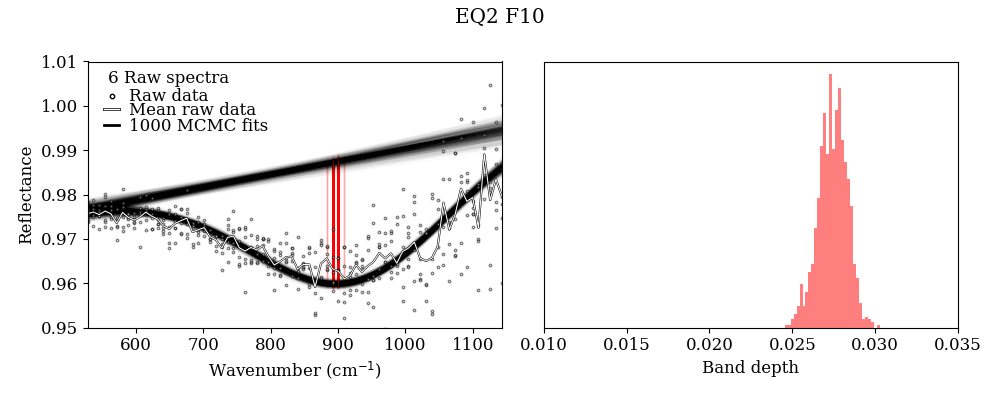 EQ2 F10
1.01
1.00
0.99
0.98
0.97
0.96
0.95
Reflectance
6 Raw spectra
Raw data
Mean raw data
1000 MCMC fits
600 700 800 900 1000 1100
Wavenumber (cm⁻¹)
0.010 0.015 0.020 0.025 0.030 0.035
Band depth